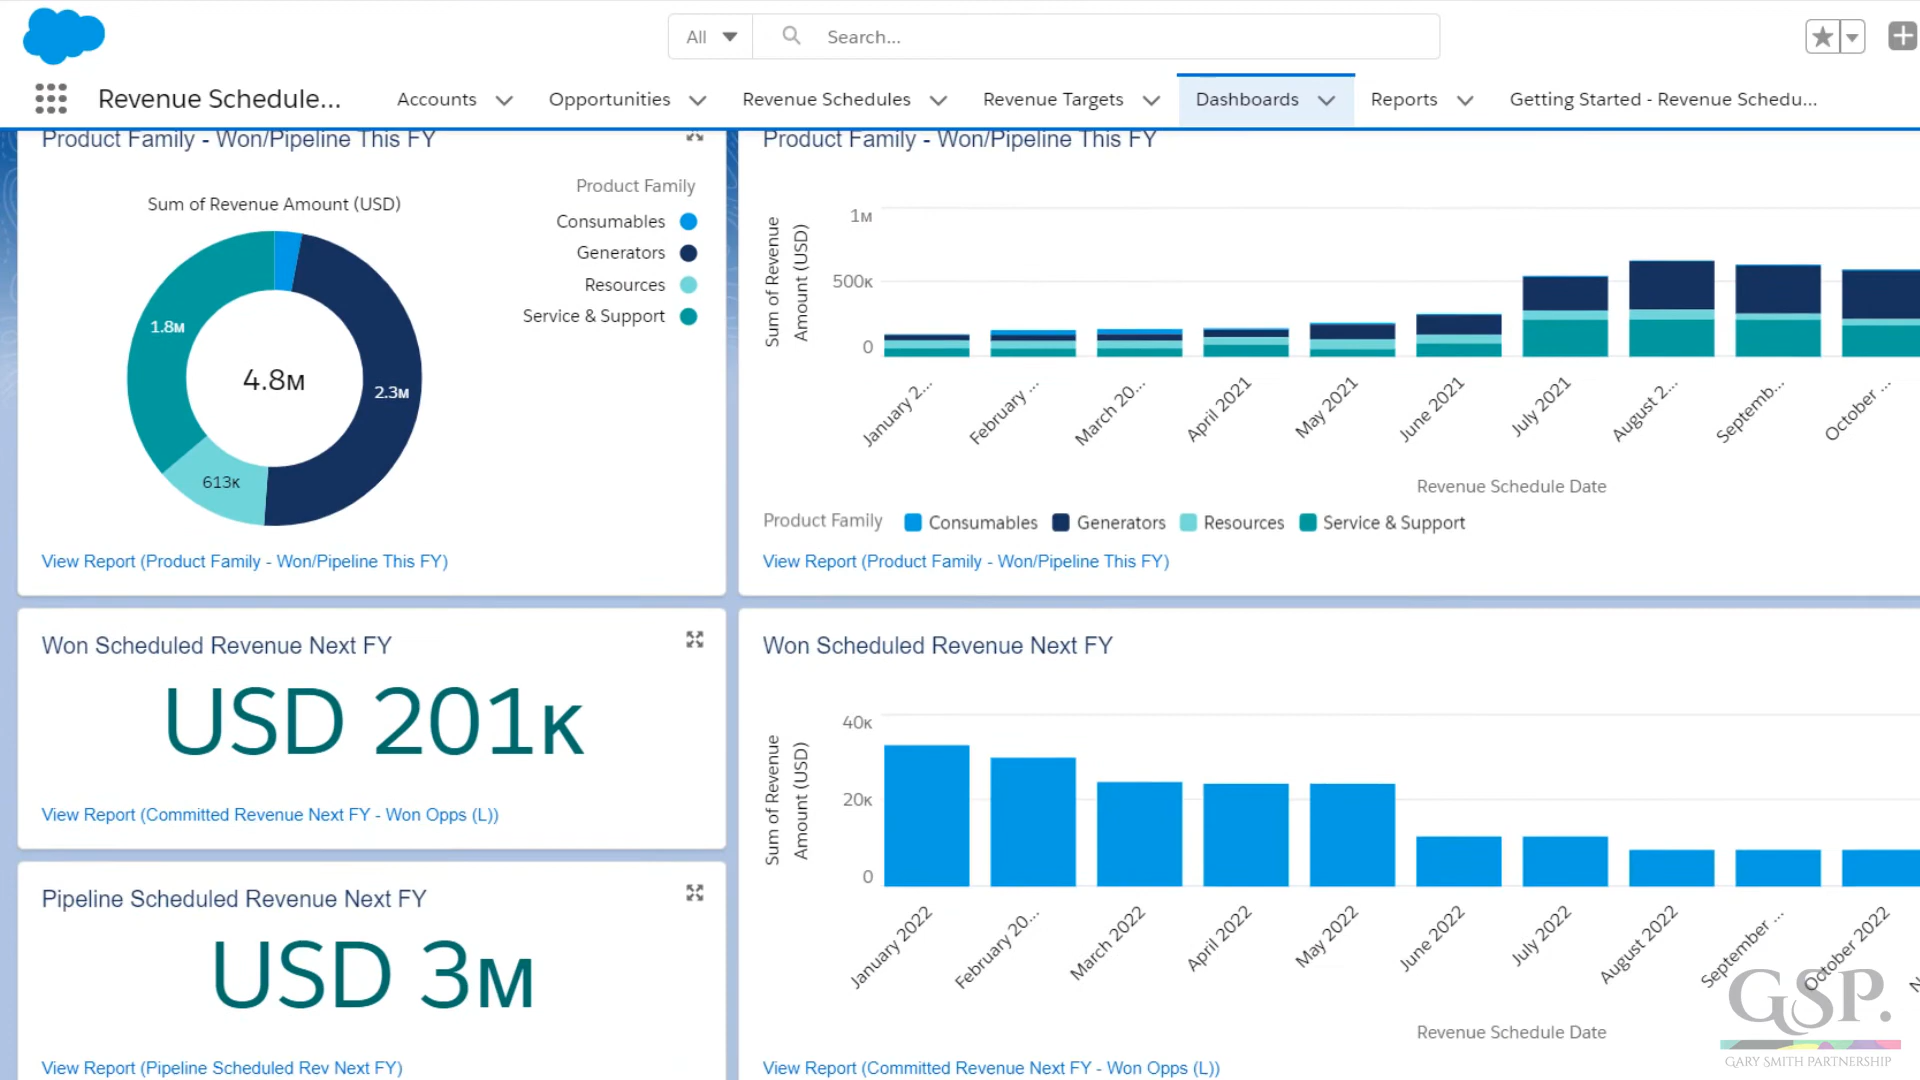 All
Search...
Revenue Schedule...
Accounts
Opportunities
Revenue Schedules
Revenue Targets
Dashboards
Reports
Getting Started - Revenue Schedu...
Product Family - Won/Pipeline This FY
Sum of Revenue Amount (USD)
Product Family
Consumables
Generators
Resources
Service & Support
1.8M
4.8M
2.3M
613K
View Report (Product Family - Won/Pipeline This FY)
Product Family - Won/Pipeline This FY
Sum of Revenue
Amount (USD)
1M
500K
0
January 2...
February ...
March 20...
April 2021
May 2021
June 2021
July 2021
August 2...
Septemb...
October ...
Revenue Schedule Date
Product Family Consumables Generators Resources Service & Support
View Report (Product Family - Won/Pipeline This FY)
Won Scheduled Revenue Next FY
USD 201K
View Report (Committed Revenue Next FY - Won Opps (L))
Won Scheduled Revenue Next FY
Sum of Revenue
Amount (USD)
40K
20K
0
January 2022
February 20...
March 2022
April 2022
May 2022
June 2022
July 2022
August 2022
September ...
October 2022
Revenue Schedule Date
View Report (Committed Revenue Next FY - Won Opps (L))
Pipeline Scheduled Revenue Next FY
USD 3M
View Report (Pipeline Scheduled Rev Next FY)
GSP.
GARY SMITH PARTNERSHIP